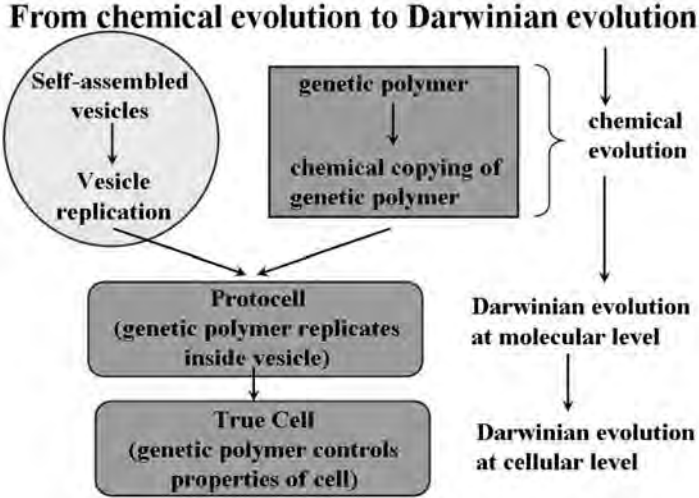 From chemical evolution to Darwinian evolution
Self-assembled
vesicles
Vesicle
replication
genetic polymer
chemical copying of
genetic polymer
chemical
evolution
Protocell
(genetic polymer replicates
inside vesicle)
Darwinian evolution
at molecular level
True Cell
(genetic polymer controls
properties of cell)
Darwinian evolution
at cellular level